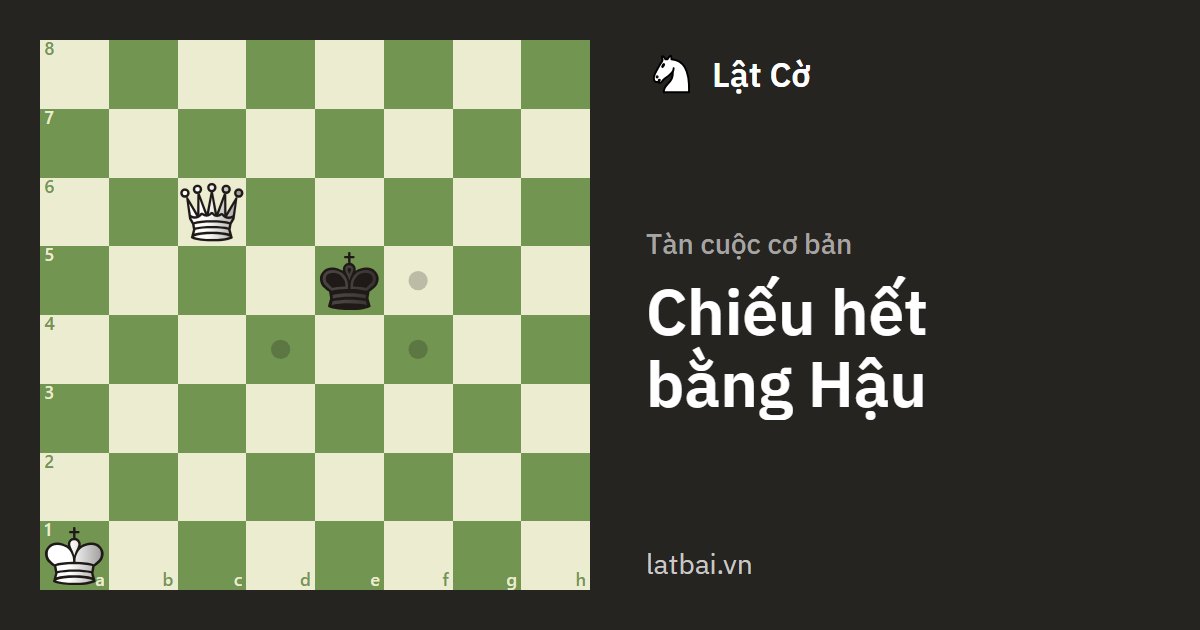 8
7
6
5
4
3
2
1
a b c d e f g h
Lật Cờ
Tàn cuộc cơ bản
Chiếu hết
bằng Hậu
latbai.vn